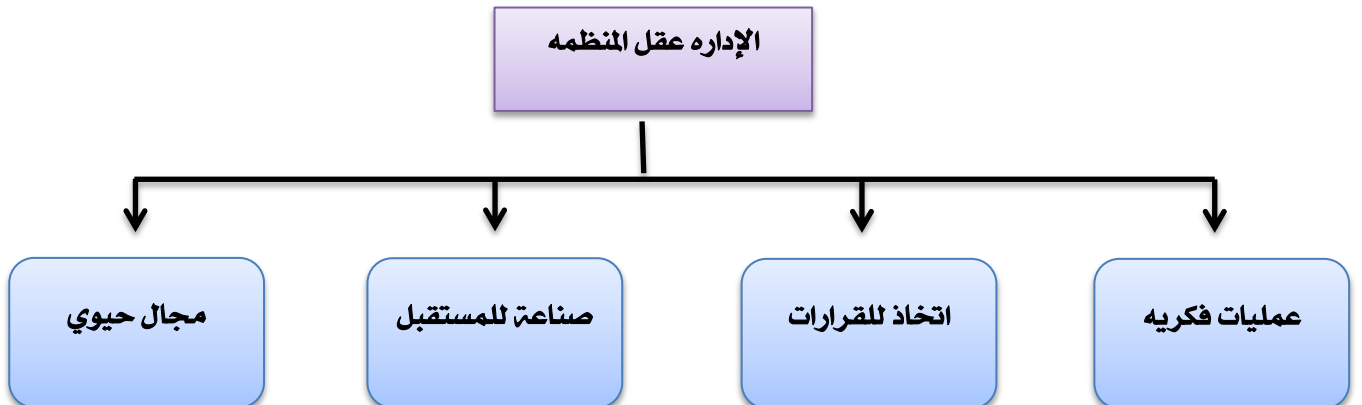 الإداره عقل المنظمه
عمليات فكريه
اتخاذ للقرارات
صناعة للمستقبل
مجال حيوي